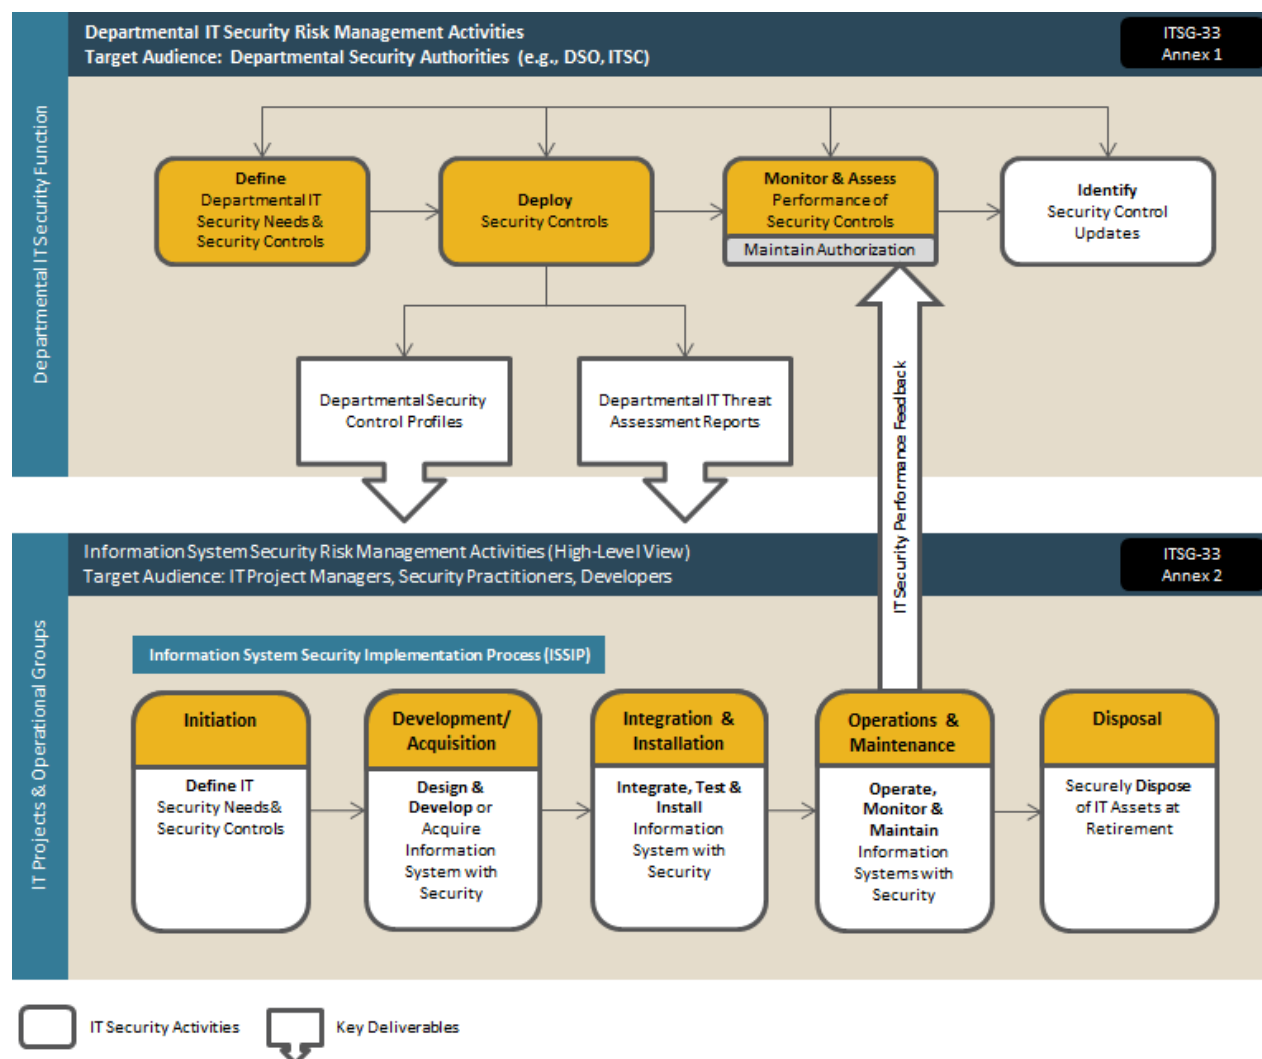 Departmental IT Security Risk Management Activities
Target Audience: Departmental Security Authorities (e.g., DSO, ITSC)
ITSG-33
Annex 1
Departmental IT Security Function
Define
Departmental IT
Security Needs &
Security Controls
Deploy
Security Controls
Monitor & Assess
Performance of
Security Controls
Maintain Authorization
Identify
Security Control
Updates
Departmental Security
Control Profiles
Departmental IT Threat
Assessment Reports
IT Security Performance Feedback
Information System Security Risk Management Activities (High-Level View)
Target Audience: IT Project Managers, Security Practitioners, Developers
ITSG-33
Annex 2
IT Projects & Operational Groups
Information System Security Implementation Process (ISSIP)
Initiation
Define IT
Security Needs &
Security Controls
Development/
Acquisition
Design &
Develop or
Acquire
Information
System with
Security
Integration &
Installation
Integrate, Test &
Install
Information
System with
Security
Operations &
Maintenance
Operate,
Monitor &
Maintain
Information
Systems with
Security
Disposal
Securely Dispose
of IT Assets at
Retirement
IT Security Activities
Key Deliverables